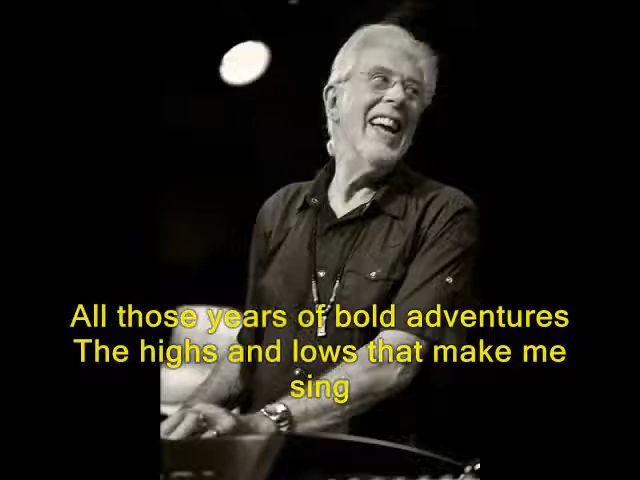 All those years of bold adventures
The highs and lows that make me
sing